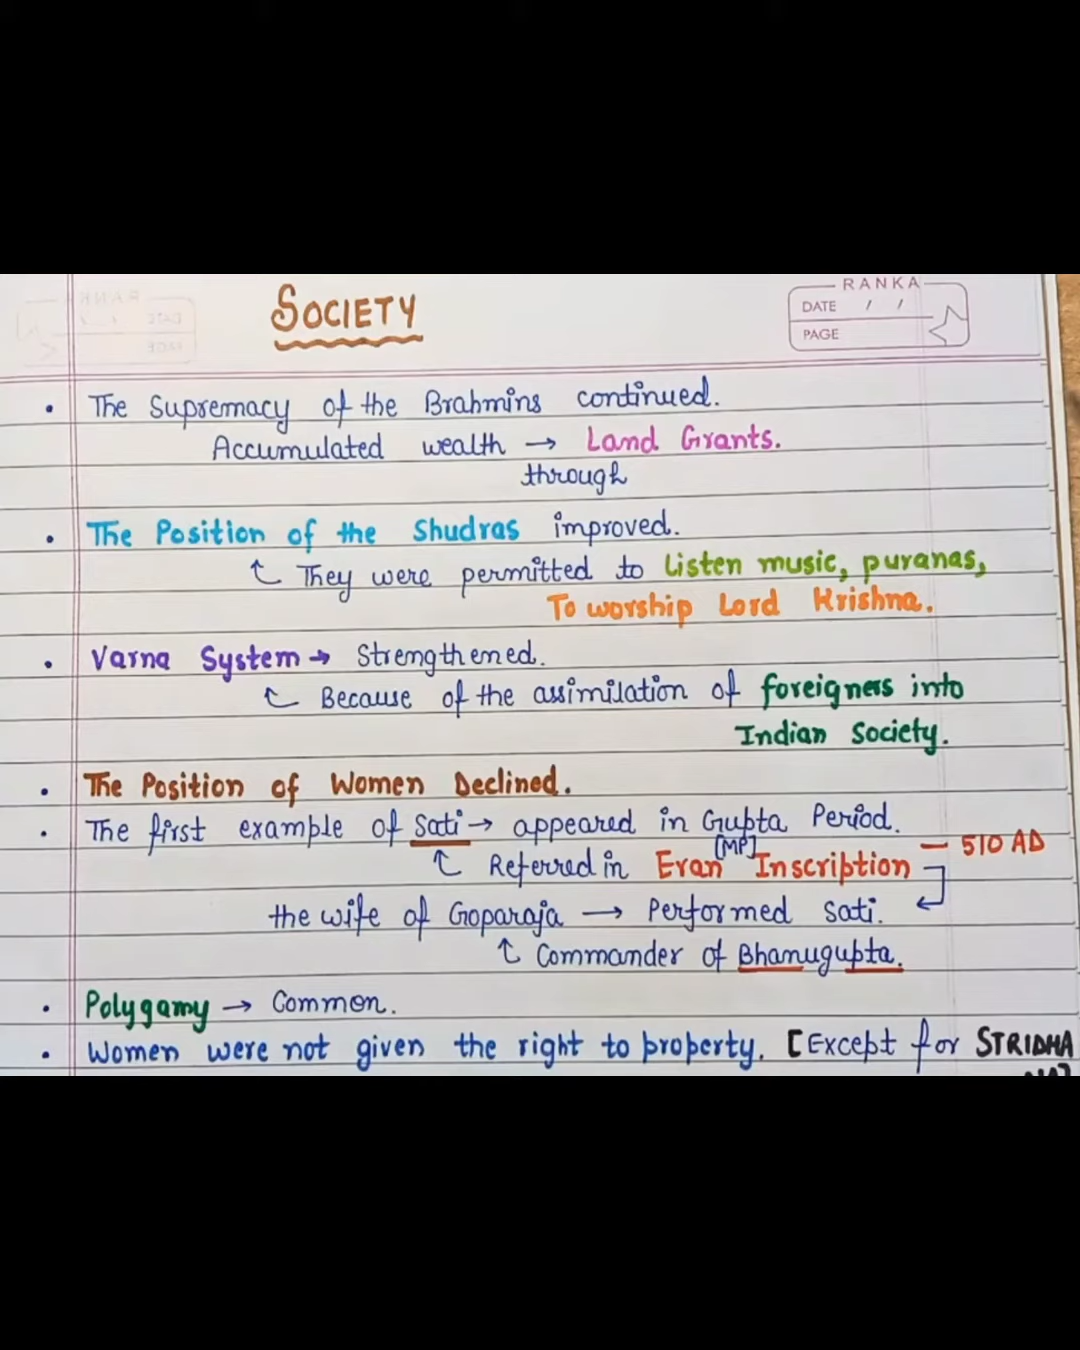 SOCIETY
RANKA
DATE / /
PAGE
• The Supremacy of the Brahmins continued.
Accumulated wealth → Land Grants.
through
• The Position of the Shudras improved.
They were permitted to listen music, puranas,
To worship Lord Krishna.
• Varna System → Strengthened.
Because of the assimilation of foreigners into
Indian Society.
• The Position of Women Declined.
• The first example of Sati → appeared in Gupta Period.
Referred in Eran [MP] Inscription — 510 AD
the wife of Goparaja → Performed Sati.
Commander of Bhanugupta.
• Polygamy → Common.
• Women were not given the right to property. [Except for STRIDHA